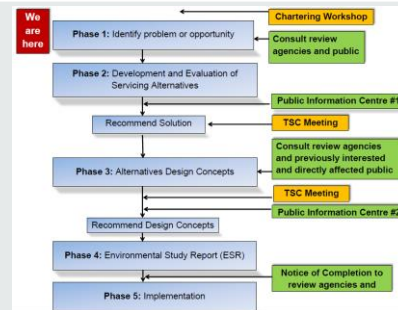 We
are
here
Chartering Workshop
Phase 1: Identify problem or opportunity
Consult review
agencies and public
Phase 2: Development and Evaluation of
Servicing Alternatives
Public Information Centre #1
Recommend Solution
TSC Meeting
Consult review agencies
and previously interested
and directly affected public
Phase 3: Alternatives Design Concepts
TSC Meeting
Public Information Centre #2
Recommend Design Concepts
Phase 4: Environmental Study Report (ESR)
Notice of Completion to
review agencies and
Phase 5: Implementation